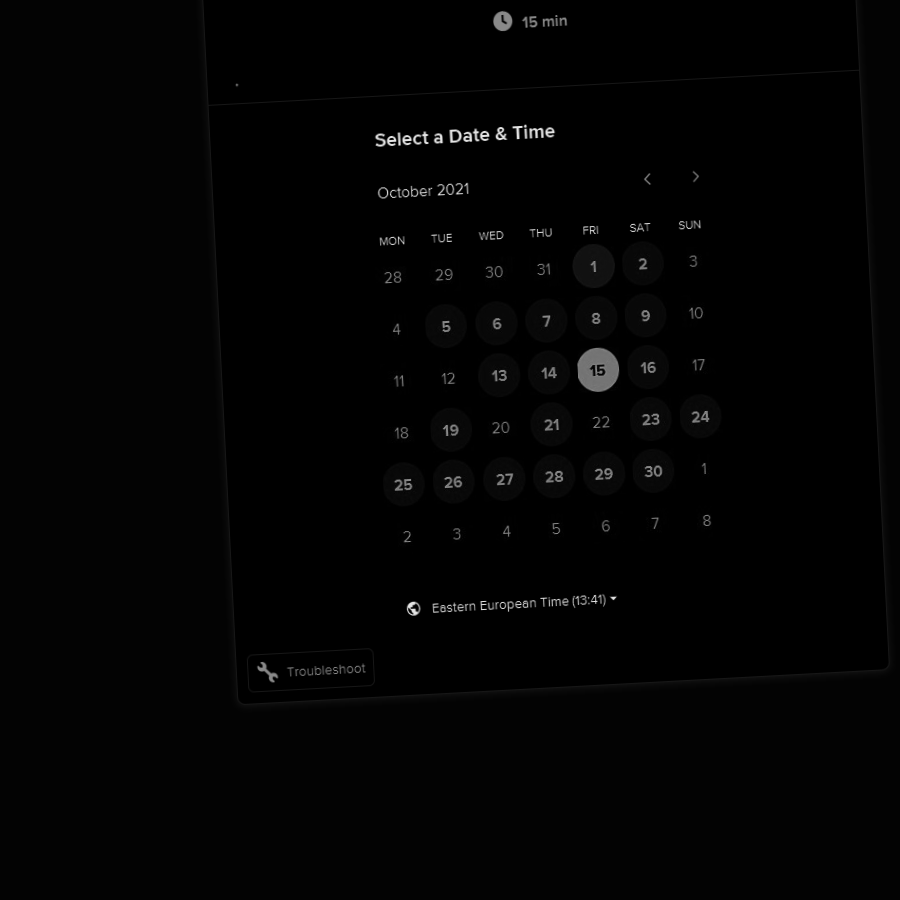 15 min
Select a Date & Time
October 2021
MON TUE WED THU FRI SAT SUN
28 29 30 31 1 2 3
4 5 6 7 8 9 10
11 12 13 14 15 16 17
18 19 20 21 22 23 24
25 26 27 28 29 30 1
2 3 4 5 6 7 8
Eastern European Time (13:41)
Troubleshoot